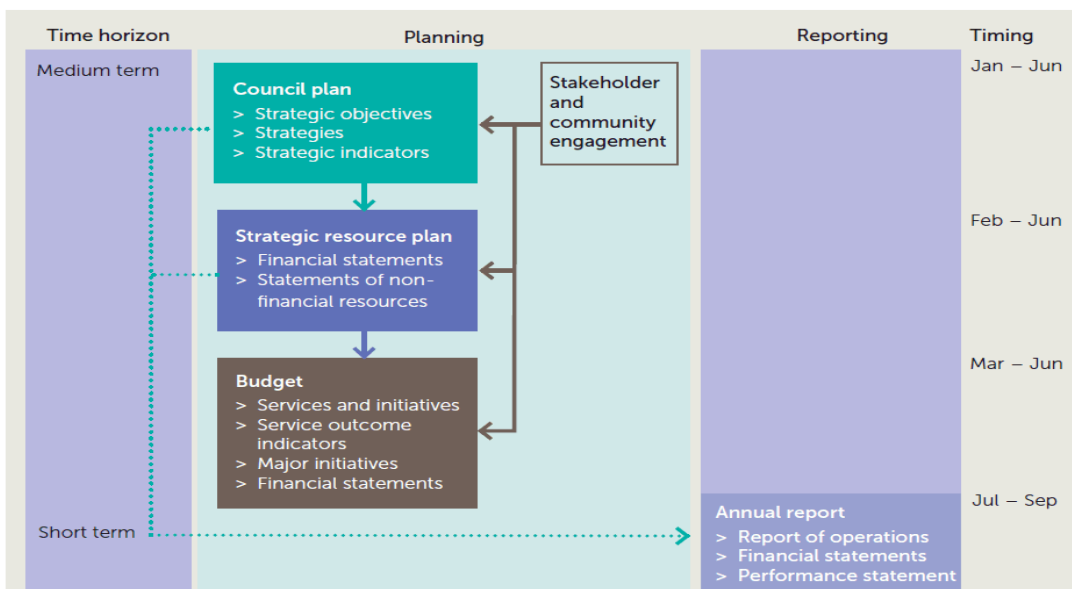 Time horizon
Planning
Reporting
Timing
Medium term
Jan – Jun
Council plan
> Strategic objectives
> Strategies
> Strategic indicators
Stakeholder
and
community
engagement
Feb – Jun
Strategic resource plan
> Financial statements
> Statements of non-
financial resources
Mar – Jun
Budget
> Services and initiatives
> Service outcome
indicators
> Major initiatives
> Financial statements
Jul – Sep
Short term
Annual report
> Report of operations
> Financial statements
> Performance statement